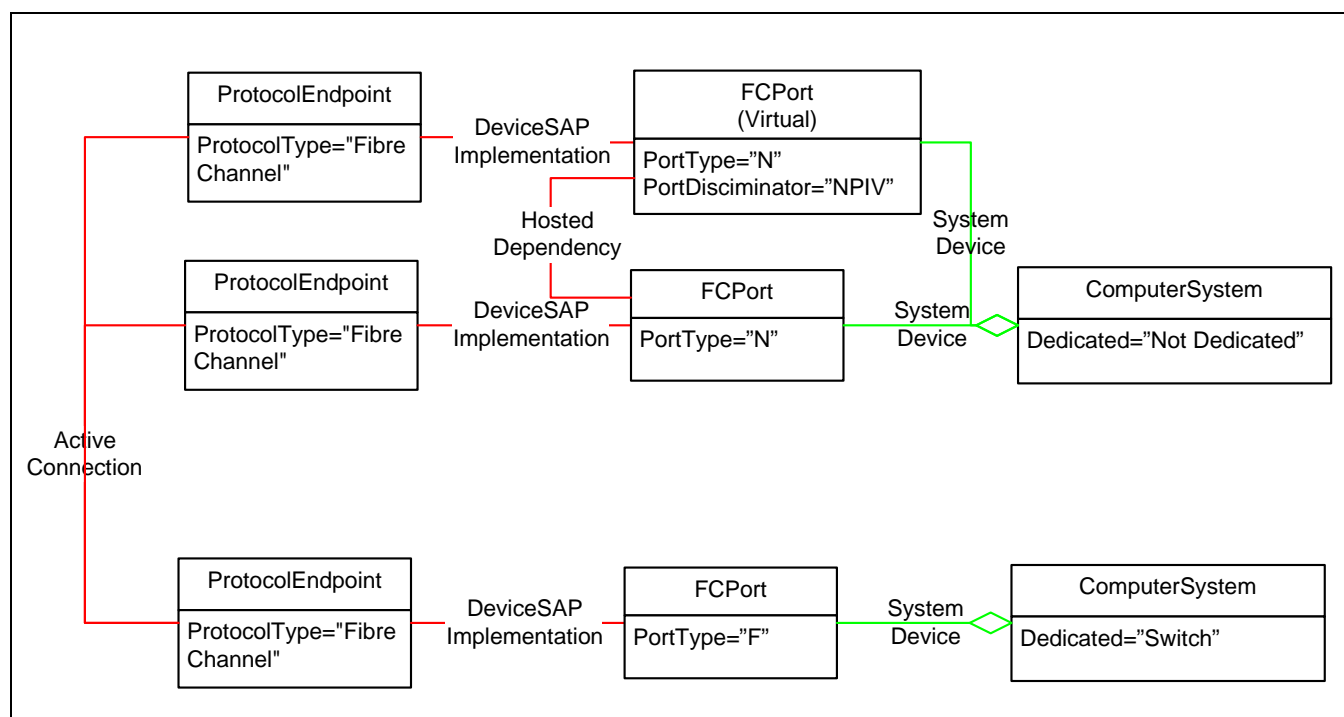 ProtocolEndpoint
ProtocolType="Fibre
Channel"
DeviceSAP
Implementation
FCPort
(Virtual)
PortType=”N”
PortDisciminator=”NPIV”
Hosted
Dependency
System
Device
ProtocolEndpoint
ProtocolType="Fibre
Channel"
DeviceSAP
Implementation
FCPort
PortType=”N”
System
Device
ComputerSystem
Dedicated=”Not Dedicated”
Active
Connection
ProtocolEndpoint
ProtocolType="Fibre
Channel"
DeviceSAP
Implementation
FCPort
PortType=”F”
System
Device
ComputerSystem
Dedicated=”Switch”